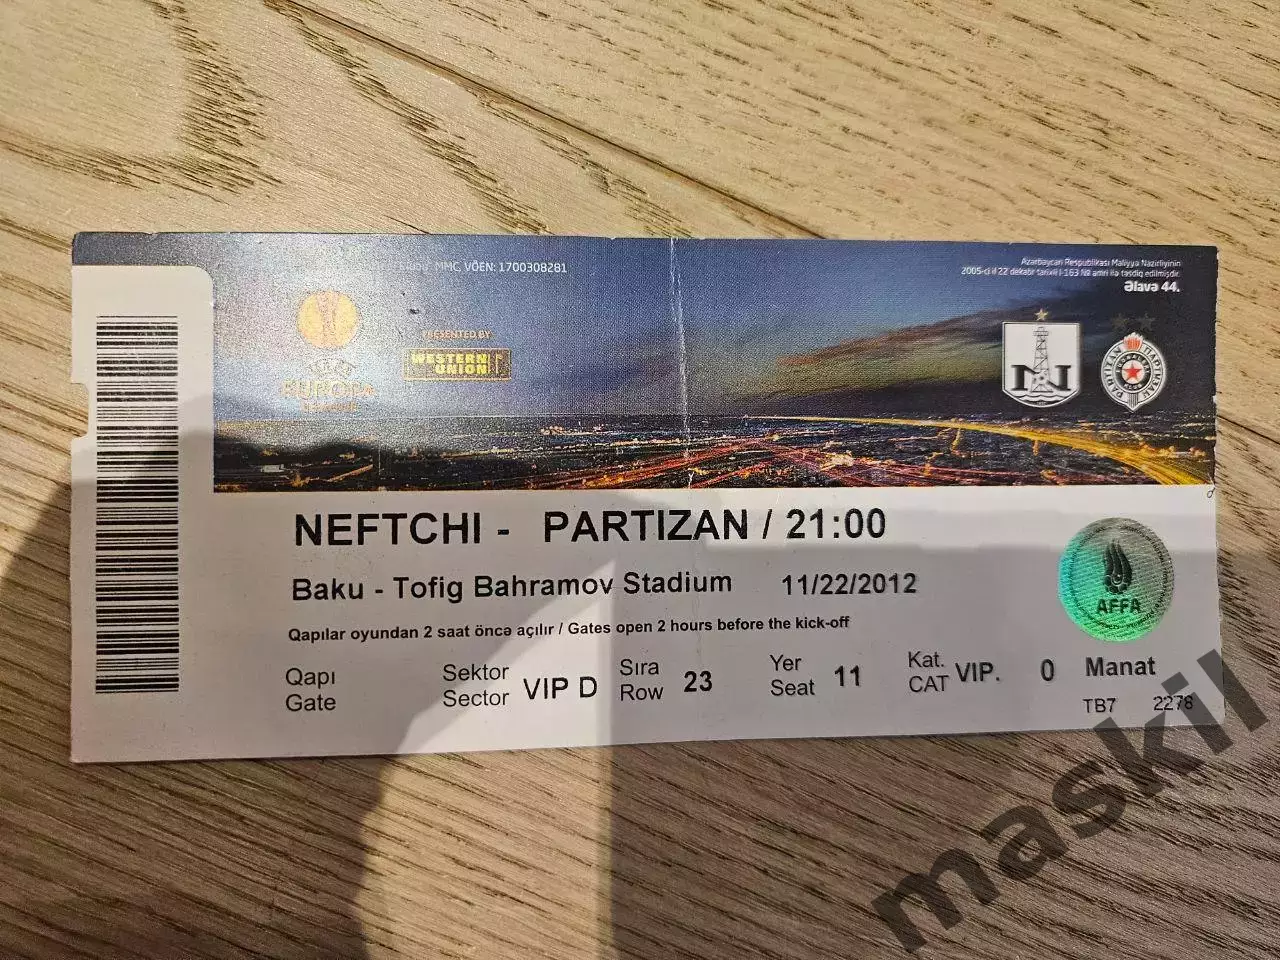 MMC, VÖEN: 1700308281
Azərbaycan Respublikası Maliyyə Nazirliyinin
2005-ci il 22 dekabr tarixli I-163 № əmri ilə təsdiq edilmişdir.
Əlavə 44.
UEFA
EUROPA
PRESENTED BY
WESTERN
UNION
N
PARTIZAN
NEFTCHI - PARTIZAN / 21:00
Baku - Tofig Bahramov Stadium 11/22/2012
Qapılar oyundan 2 saat öncə açılır / Gates open 2 hours before the kick-off
AFFA
Qapı
Gate
Sektor
Sector
VIP D
Sıra
Row
23
Yer
Seat
11
Kat.
CAT
VIP.
0 Manat
TB7 2278
maskil